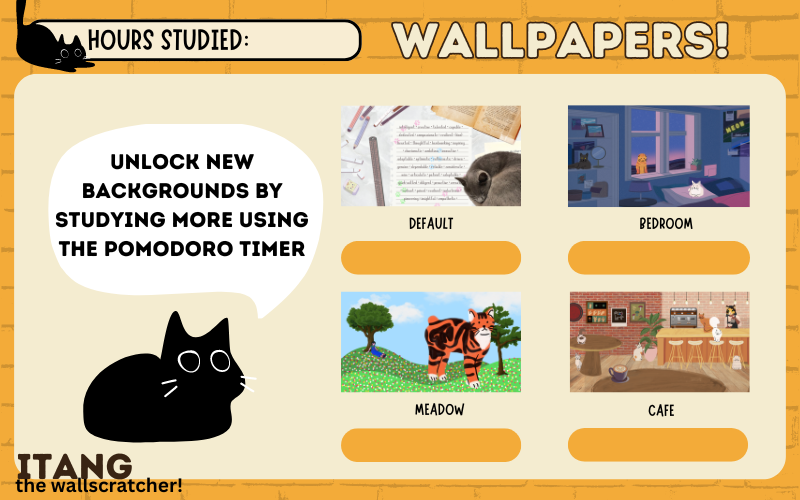 HOURS STUDIED:
WALLPAPERS!
UNLOCK NEW
BACKGROUNDS BY
STUDYING MORE USING
THE POMODORO TIMER
DEFAULT
BEDROOM
MEOW
MEADOW
CAFE
ITANG
the wallscratcher!